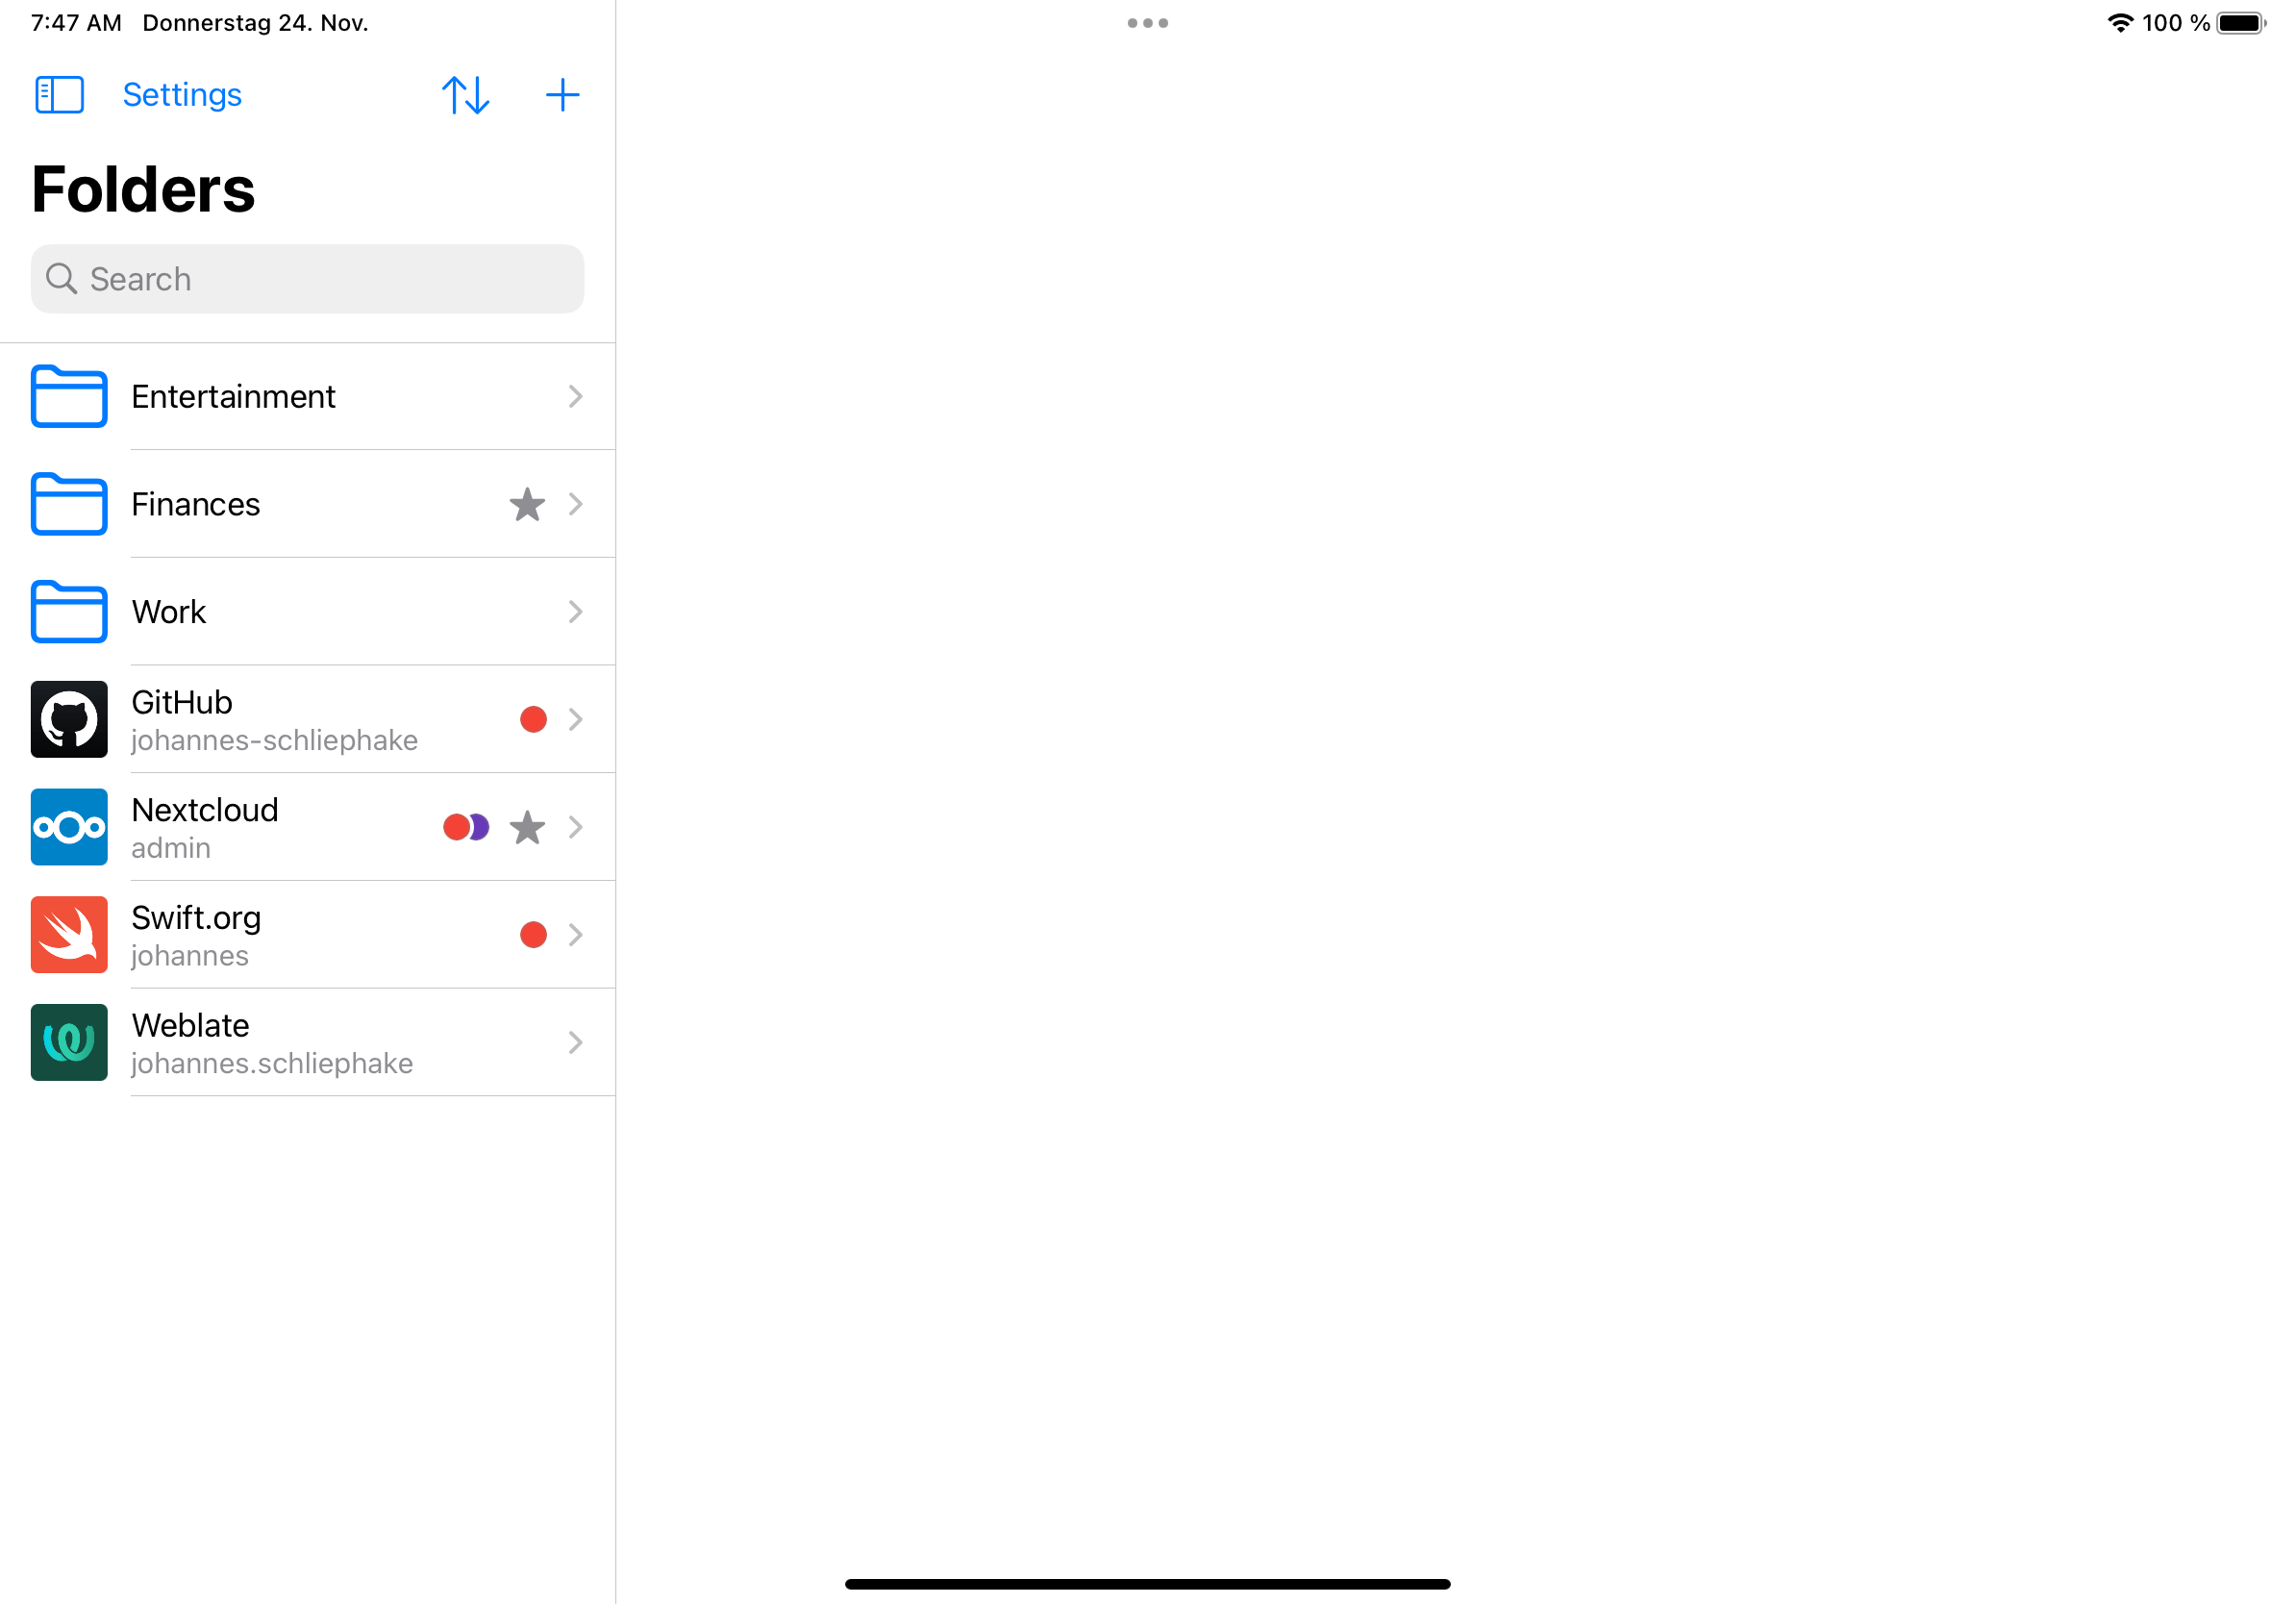 7:47 AM Donnerstag 24. Nov.
100 %
Settings
Folders
Search
Entertainment
Finances
Work
GitHub
johannes-schliephake
Nextcloud
admin
Swift.org
johannes
Weblate
johannes.schliephake